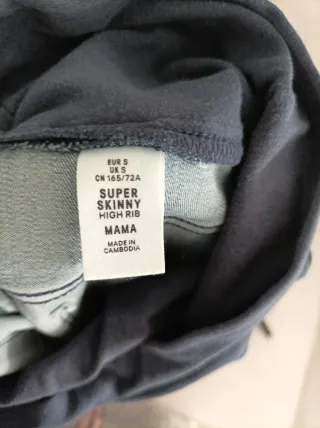 EUR S
UK S
CN 165/72A
SUPER
SKINNY
HIGH RIB
MAMA
MADE IN
CAMBODIA